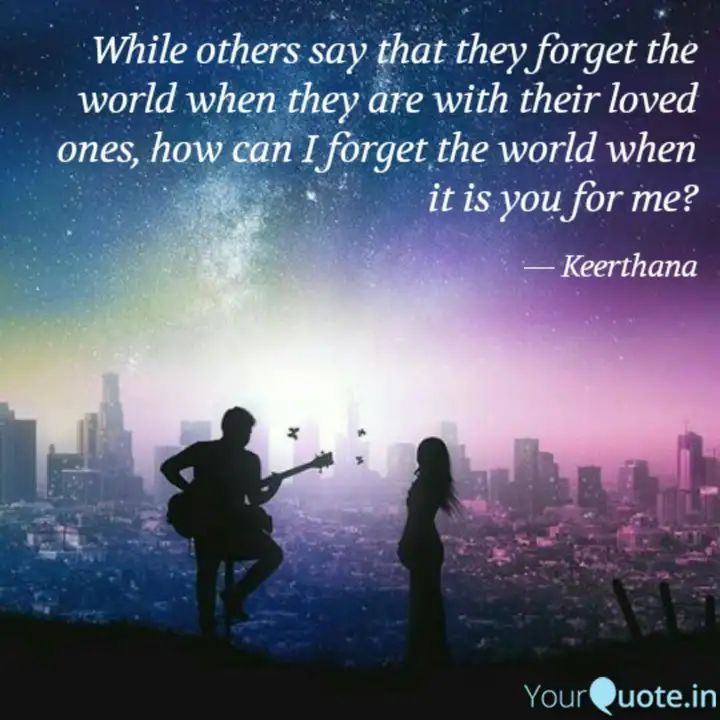 While others say that they forget the
world when they are with their loved
ones, how can I forget the world when
it is you for me?
— Keerthana
YourQuote.in